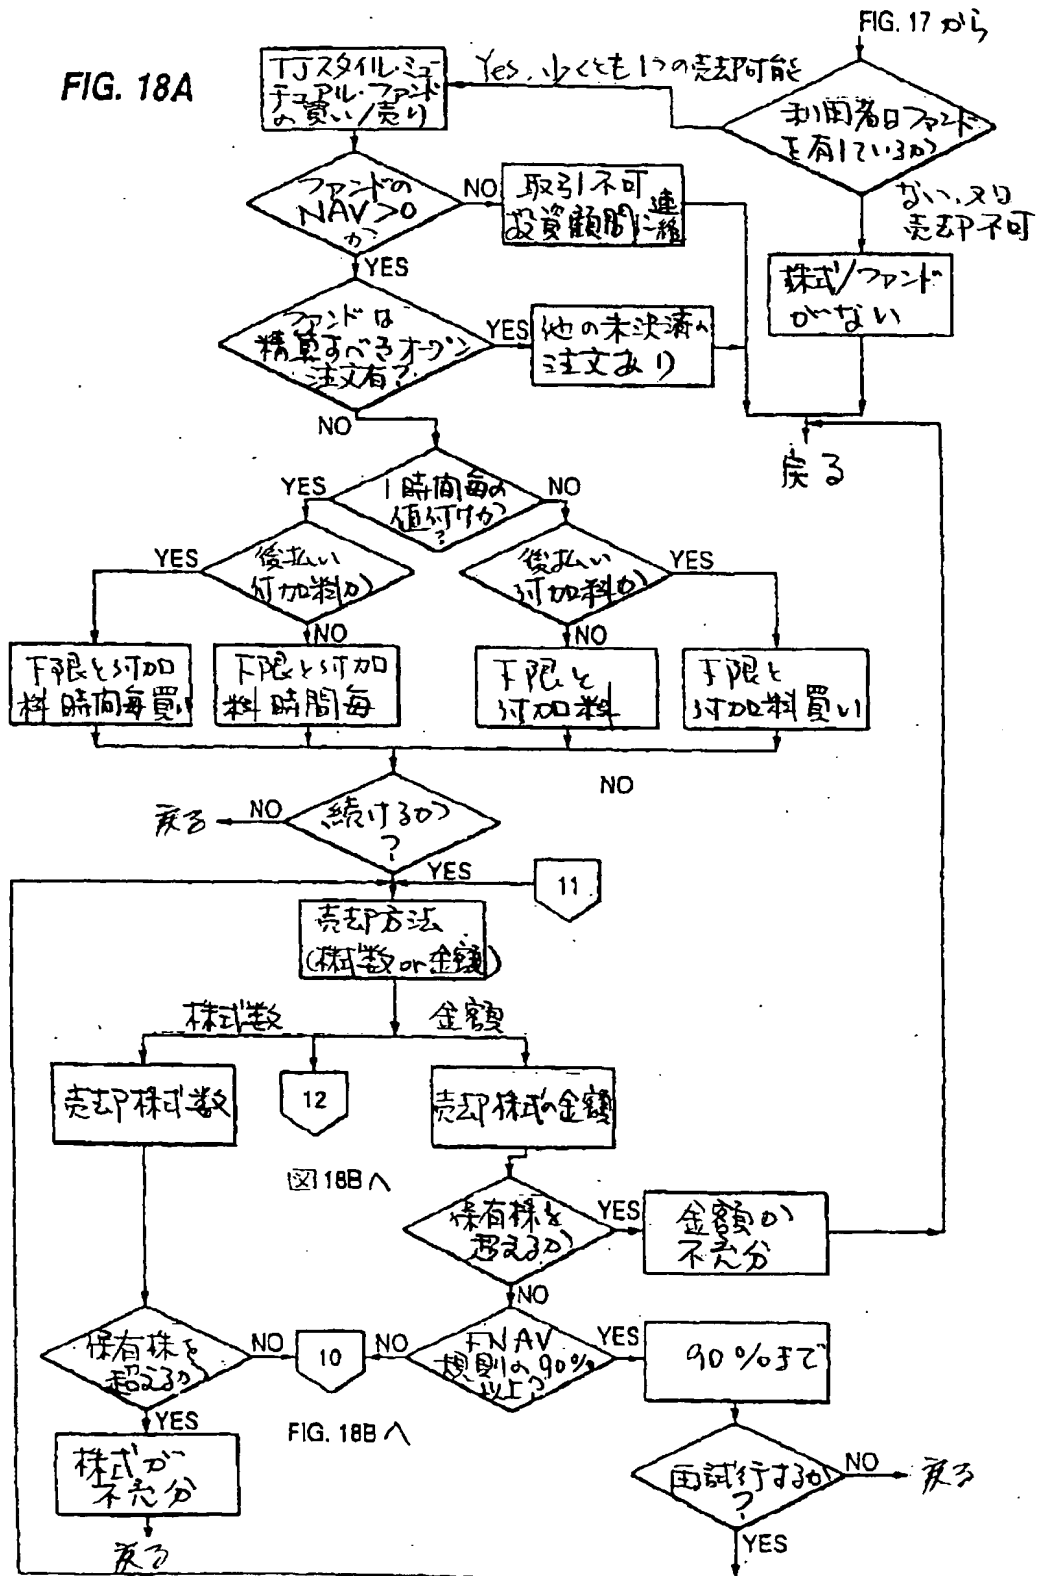 FIG. 17 から
FIG. 18A
TJスタイル・ミュー
チュアル・ファンド
の買い/売り
Yes, 少くとも1つの売却可能
利用者はファンド
を有しているか
ない、又は
売却不可
株式/ファンド
がない
ファンドの
NAV>0
か?
NO
取引不可
投資顧問に連絡
YES
ファンドは
精算すべきオープン
注文有?
YES
他の未決済の
注文あり
NO
戻る
1時間毎の
値付けか
?
YES
NO
後払い
付加料か
YES
NO
後払い
付加料か
YES
NO
下限と付加
料時間毎買い
下限と付加
料時間毎
下限と
付加料
下限と
付加料買い
NO
続けるか
?
NO
戻る
YES
11
売却方法
(株式数or金額)
株式数
金額
売却株式数
12
売却株式の金額
図18Bへ
保有株を
超えるか
YES
金額が
不充分
NO
保有株を
超えるか
NO
10
NO
FNAV
規則の90%
以上?
YES
90%まで
FIG. 18Bへ
YES
株式が
不充分
戻る
再試行するか
?
NO
戻る
YES